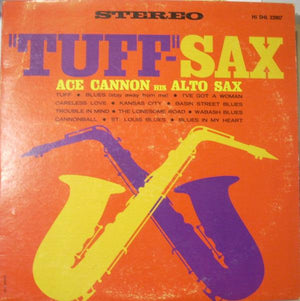 STEREO
Hi SHL 32007
"TUFF"-SAX
ACE CANNON HIS ALTO SAX
TUFF ★ BLUES (stay away from me) ★ I'VE GOT A WOMAN
CARELESS LOVE ★ KANSAS CITY ★ BASIN STREET BLUES
TROUBLE IN MIND ★ THE LONESOME ROAD ★ WABASH BLUES
CANNONBALL ★ ST. LOUIS BLUES ★ BLUES IN MY HEART